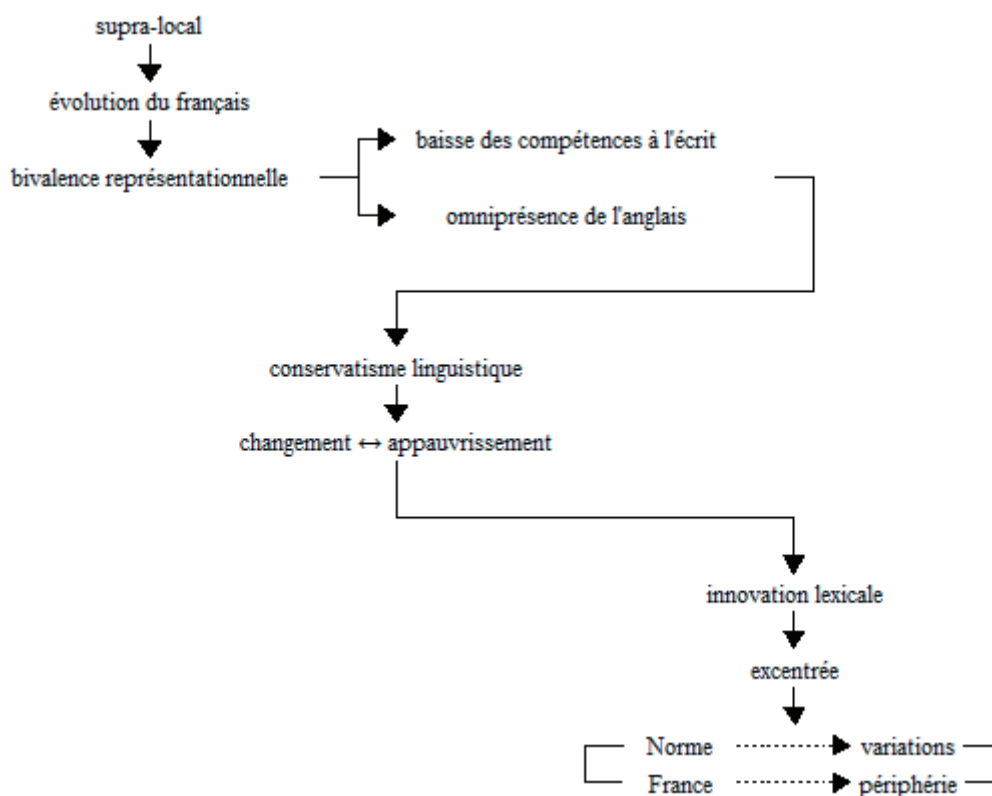 supra-local
évolution du français
baisse des compétences à l'écrit
bivalence représentationnelle
omniprésence de l'anglais
conservatisme linguistique
changement ↔ appauvrissement
innovation lexicale
excentrée
Norme variations
France périphérie